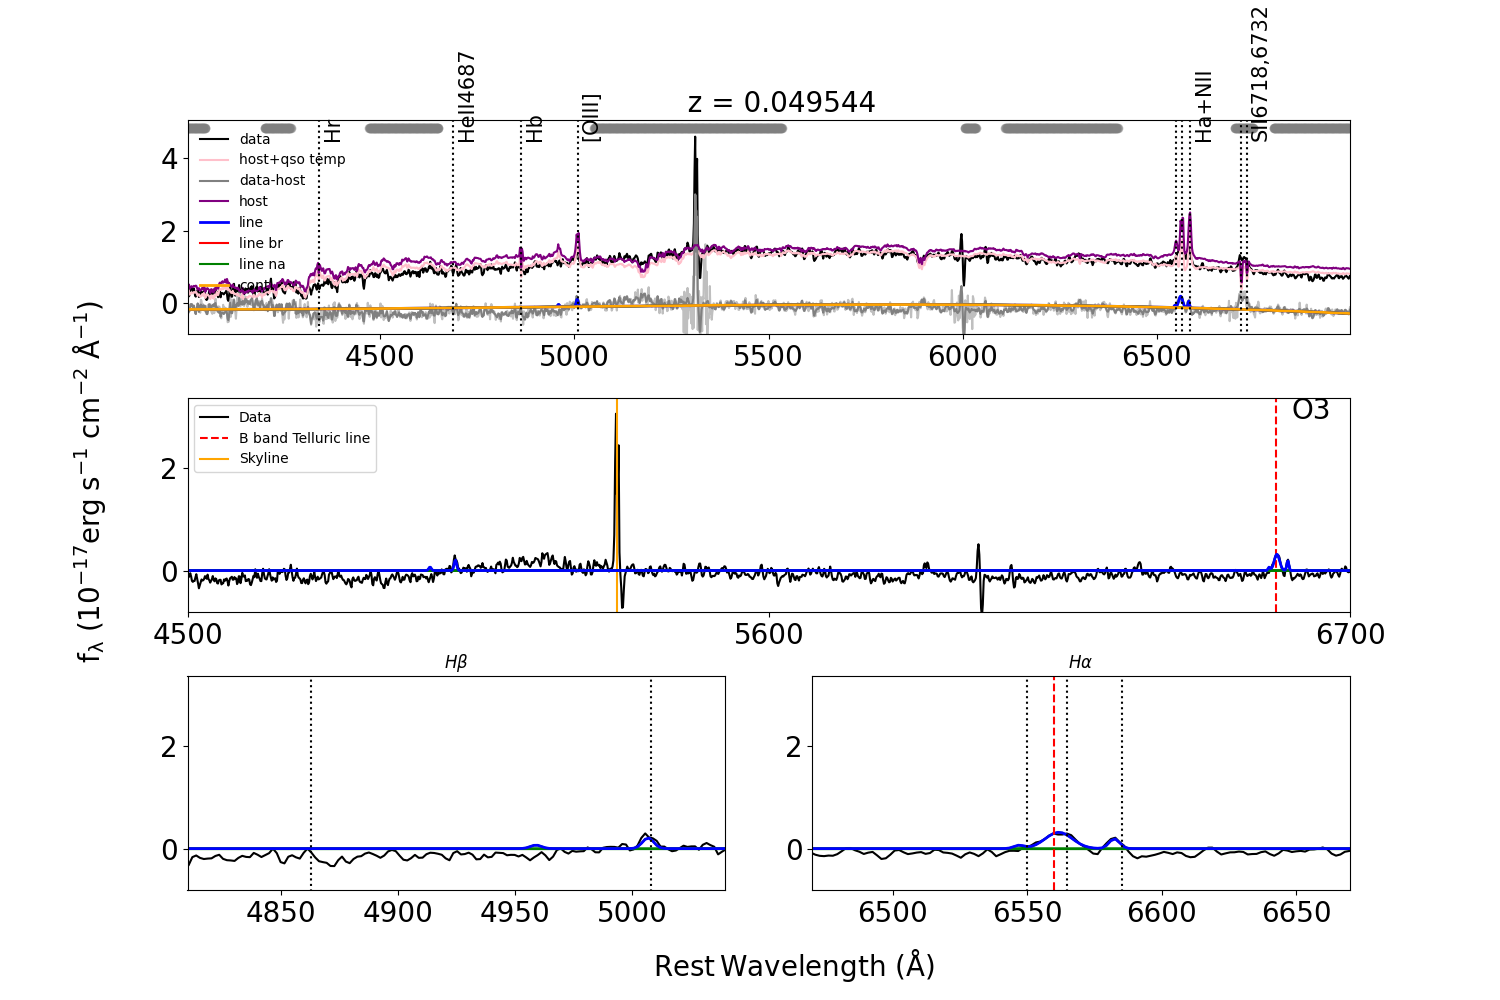 z = 0.049544
Hr
HeII4687
Hb
[OIII]
Ha+NII
SII6718,6732
data
host+qso temp
data-host
host
line
line br
line na
conti
4
2
0
4500
5000
5500
6000
6500
f_λ (10^{-17}erg s^{-1} cm^{-2} Å^{-1})
Data
B band Telluric line
Skyline
O3
2
0
4500
5600
6700
Hβ
2
0
4850
4900
4950
5000
Hα
2
0
6500
6550
6600
6650
Rest Wavelength (Å)